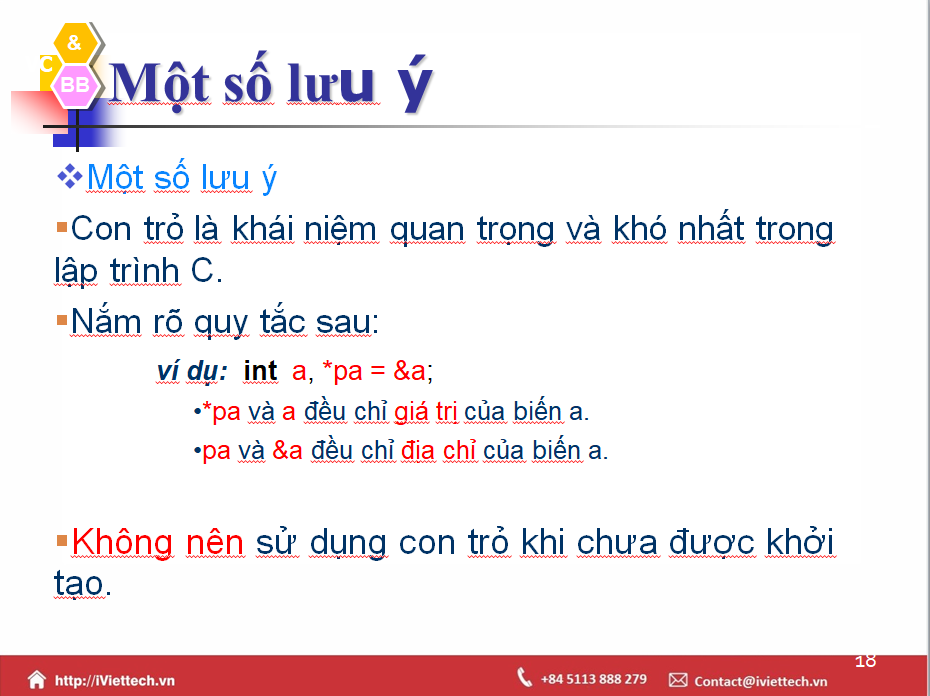 &
C
BB
Một số lưu ý
Một số lưu ý
Con trỏ là khái niệm quan trọng và khó nhất trong
lập trình C.
Nắm rõ quy tắc sau:
ví dụ: int a, *pa = &a;
•*pa và a đều chỉ giá trị của biến a.
•pa và &a đều chỉ địa chỉ của biến a.
Không nên sử dụng con trỏ khi chưa được khởi
tạo.
18
http://iViettech.vn +84 5113 888 279 Contact@iviettech.vn